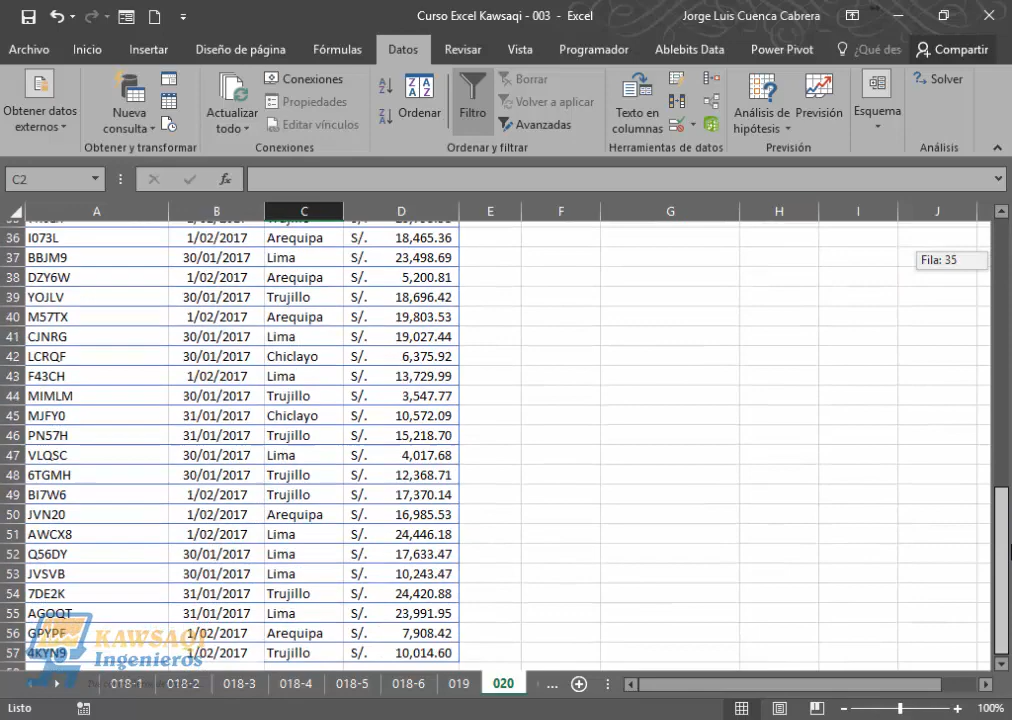 Curso Excel Kawsaqi - 003 - Excel
Jorge Luis Cuenca Cabrera
Archivo Inicio Insertar Diseño de página Fórmulas Datos Revisar Vista Programador Ablebits Data Power Pivot ¿Qué des Compartir
Obtener datos externos
Nueva consulta
Obtener y transformar
Actualizar todo
Conexiones
Propiedades
Editar vínculos
Conexiones
Ordenar
Filtro
Borrar
Volver a aplicar
Avanzadas
Ordenar y filtrar
Texto en columnas
Herramientas de datos
Análisis de hipótesis
Previsión
Previsión
Esquema
Solver
Análisis
C2
fx
A B C D E F G H I J
36 I073L 1/02/2017 Arequipa S/. 18,465.36
Fila: 35
37 BBJM9 30/01/2017 Lima S/. 23,498.69
38 DZY6W 1/02/2017 Arequipa S/. 5,200.81
39 YOJLV 30/01/2017 Trujillo S/. 18,696.42
40 M57TX 1/02/2017 Arequipa S/. 19,803.53
41 CJNRG 30/01/2017 Lima S/. 19,027.44
42 LCRQF 30/01/2017 Chiclayo S/. 6,375.92
43 F43CH 1/02/2017 Lima S/. 13,729.99
44 MIMLM 30/01/2017 Trujillo S/. 3,547.77
45 MJFY0 31/01/2017 Chiclayo S/. 10,572.09
46 PN57H 31/01/2017 Trujillo S/. 15,218.70
47 VLQSC 30/01/2017 Lima S/. 4,017.68
48 6TGMH 30/01/2017 Trujillo S/. 12,368.71
49 BI7W6 1/02/2017 Trujillo S/. 17,370.14
50 JVN20 1/02/2017 Arequipa S/. 16,985.53
51 AWCX8 1/02/2017 Lima S/. 24,446.18
52 Q56DY 30/01/2017 Lima S/. 17,633.47
53 JVSVB 30/01/2017 Lima S/. 10,243.47
54 7DE2K 31/01/2017 Trujillo S/. 24,420.88
55 AGOQT 31/01/2017 Lima S/. 23,991.95
56 GPYPF 1/02/2017 Arequipa S/. 7,908.42
57 4KYN9 1/02/2017 Trujillo S/. 10,014.60
KAWSAQI
Ingenieros
018-1 018-2 018-3 018-4 018-5 018-6 019 020 ...
Listo
100%